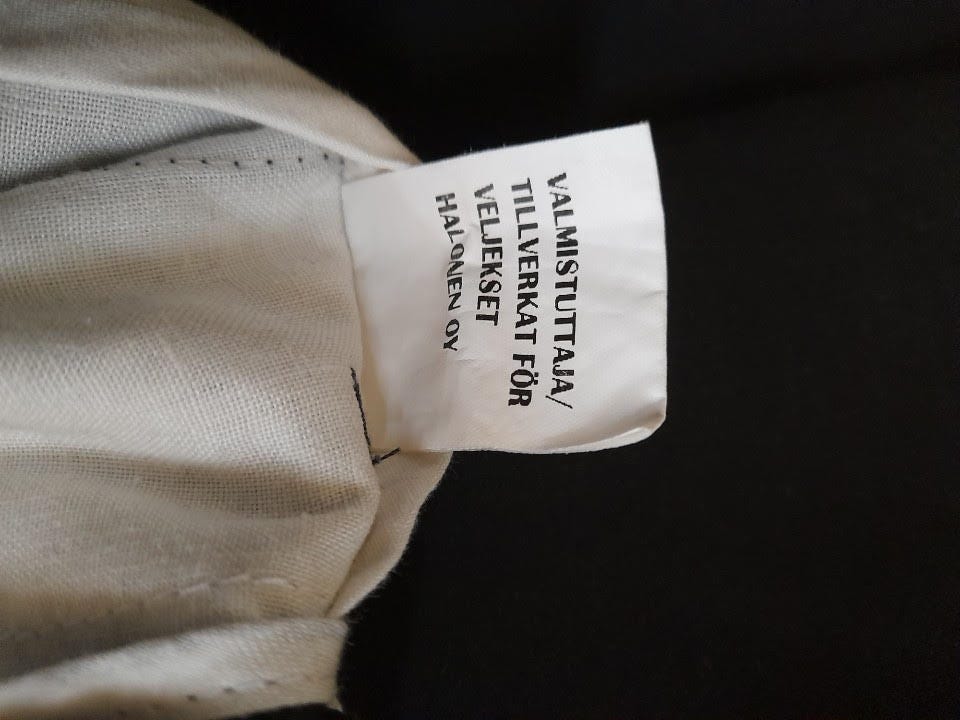 VALMISTUTTAJA/
TILLVERKAT FÖR
VELJEKSET
HALONEN OY